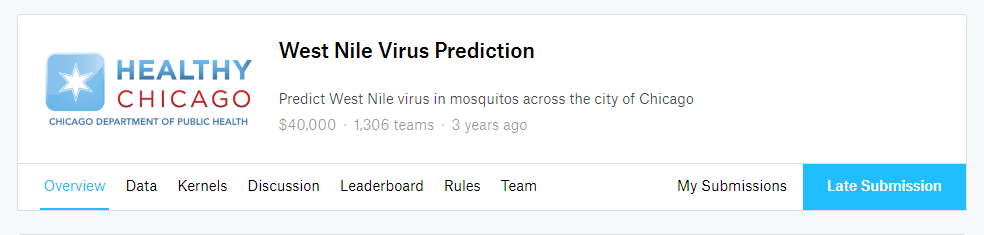 West Nile Virus Prediction
HEALTHY
CHICAGO
CHICAGO DEPARTMENT OF PUBLIC HEALTH
Predict West Nile virus in mosquitos across the city of Chicago
$40,000 · 1,306 teams · 3 years ago
Overview Data Kernels Discussion Leaderboard Rules Team My Submissions Late Submission